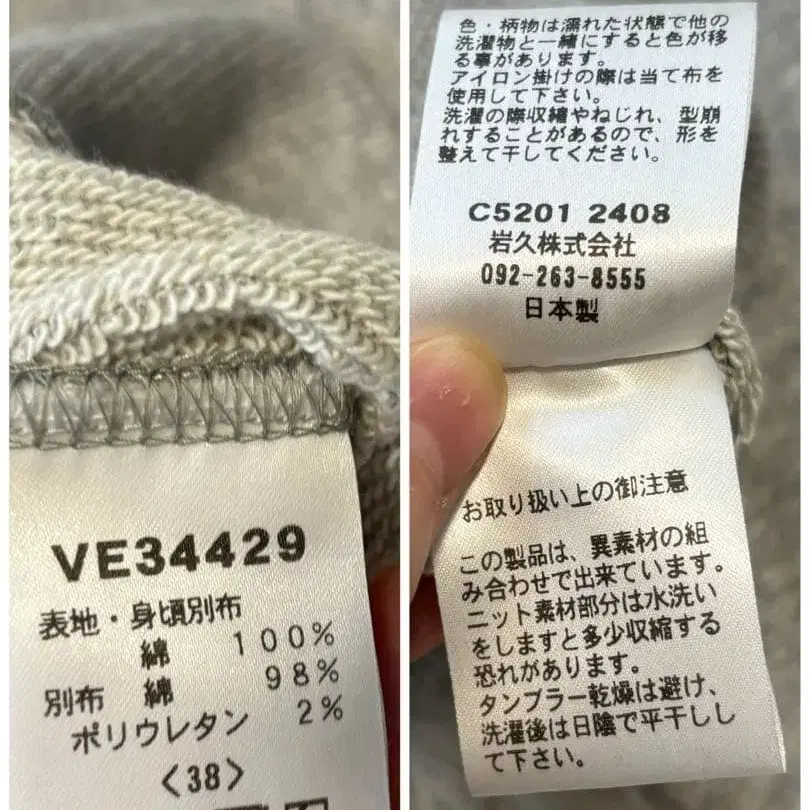 VE34429
表地・身頃別布
綿 100%
別布 綿 98%
ポリウレタン 2%
<38>
色・柄物は濡れた状態で他の
洗濯物と一緒にすると色が移
る事があります。
アイロン掛けの際は当て布を
使用して下さい。
洗濯の際収縮やねじれ、型崩
れすることがあるので、形を
整えて干してください。
C5201 2408
岩久株式会社
092-263-8555
日本製
お取り扱い上の御注意
この製品は、異素材の組
み合わせで出来ています。
ニット素材部分は水洗い
をしますと多少収縮する
恐れがあります。
タンブラー乾燥は避け、
洗濯後は日陰で平干しし
て下さい。